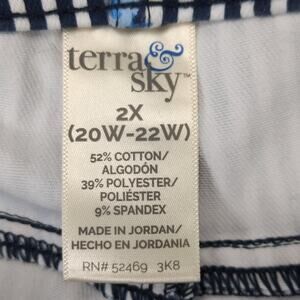 terra &
sky™
2X
(20W-22W)
52% COTTON/
ALGODÓN
39% POLYESTER/
POLIÉSTER
9% SPANDEX
MADE IN JORDAN/
HECHO EN JORDANIA
RN# 52469 3K8